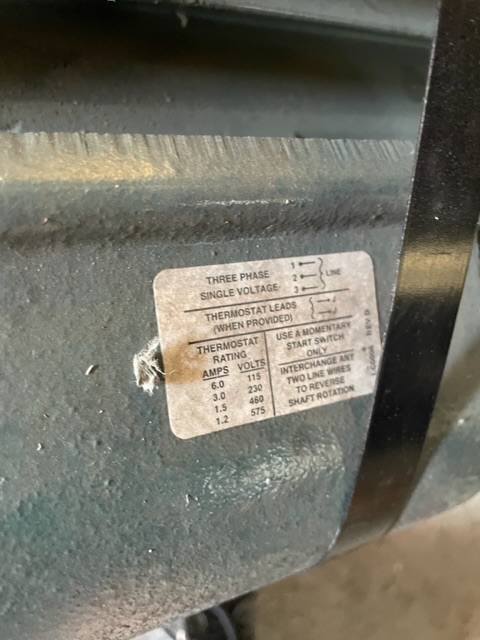 THREE PHASE
SINGLE VOLTAGE
1
2
3
LINE
THERMOSTAT LEADS
(WHEN PROVIDED)
THERMOSTAT
RATING
AMPS VOLTS
6.0 115
3.0 230
1.5 460
1.2 575
USE A MOMENTARY
START SWITCH
ONLY
INTERCHANGE ANY
TWO LINE WIRES
TO REVERSE
SHAFT ROTATION
REV D